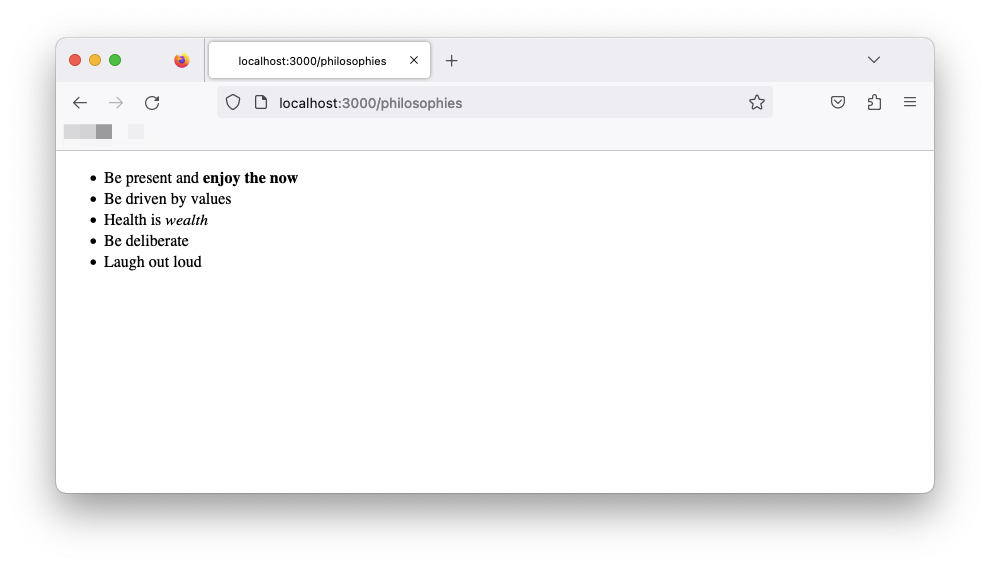 localhost:3000/philosophies
localhost:3000/philosophies
• Be present and enjoy the now
• Be driven by values
• Health is wealth
• Be deliberate
• Laugh out loud